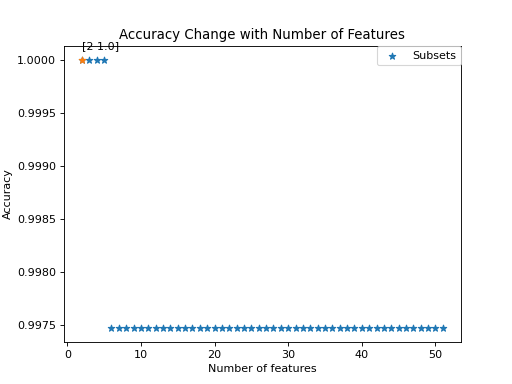 Accuracy Change with Number of Features
[2 1.0]
Subsets
1.0000
0.9995
0.9990
0.9985
0.9980
0.9975
Accuracy
0 10 20 30 40 50
Number of features